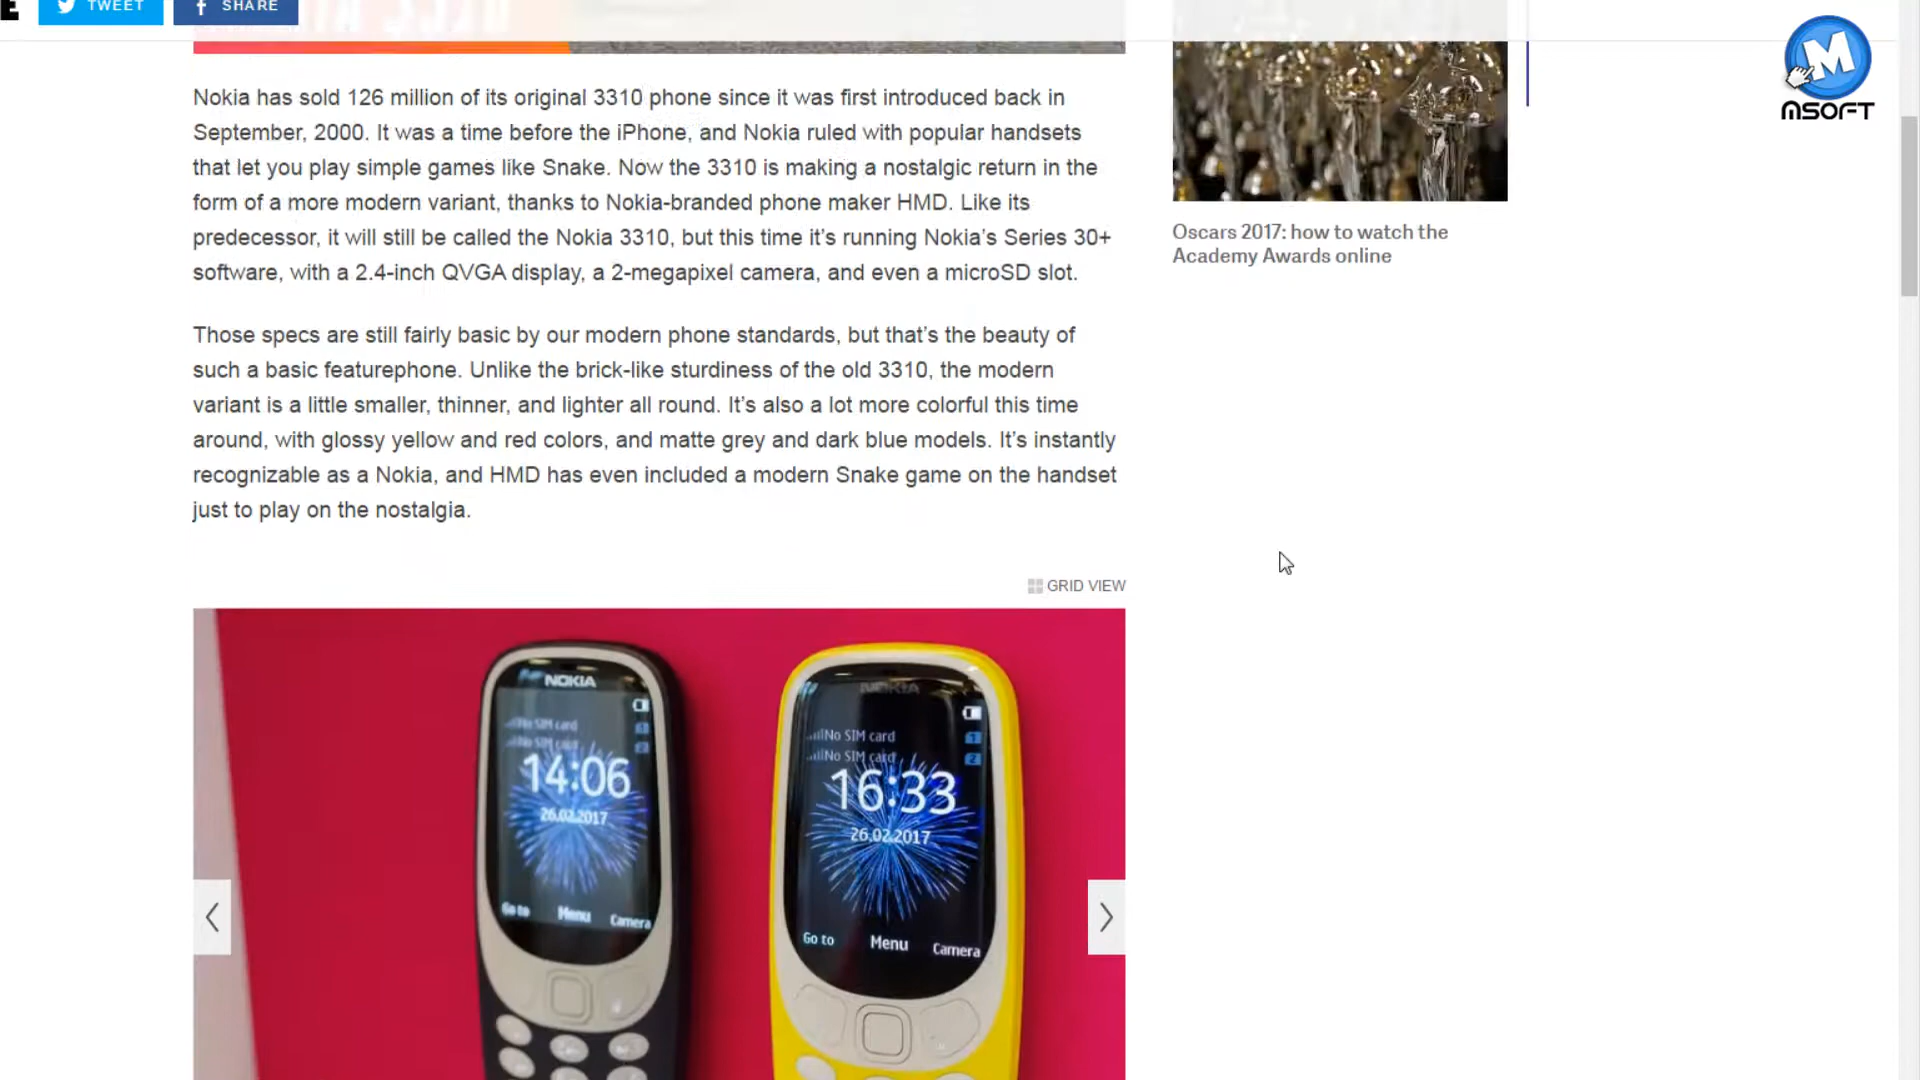 TWEET
SHARE
MSOFT
Nokia has sold 126 million of its original 3310 phone since it was first introduced back in
September, 2000. It was a time before the iPhone, and Nokia ruled with popular handsets
that let you play simple games like Snake. Now the 3310 is making a nostalgic return in the
form of a more modern variant, thanks to Nokia-branded phone maker HMD. Like its
predecessor, it will still be called the Nokia 3310, but this time it's running Nokia's Series 30+
software, with a 2.4-inch QVGA display, a 2-megapixel camera, and even a microSD slot.
Those specs are still fairly basic by our modern phone standards, but that's the beauty of
such a basic featurephone. Unlike the brick-like sturdiness of the old 3310, the modern
variant is a little smaller, thinner, and lighter all round. It's also a lot more colorful this time
around, with glossy yellow and red colors, and matte grey and dark blue models. It's instantly
recognizable as a Nokia, and HMD has even included a modern Snake game on the handset
just to play on the nostalgia.
Oscars 2017: how to watch the
Academy Awards online
GRID VIEW
NOKIA
No SIM card
No SIM card
14:06
26.02.2017
Go to Menu Camera
NOKIA
No SIM card
1
No SIM card
2
16:33
26.02.2017
Go to Menu Camera